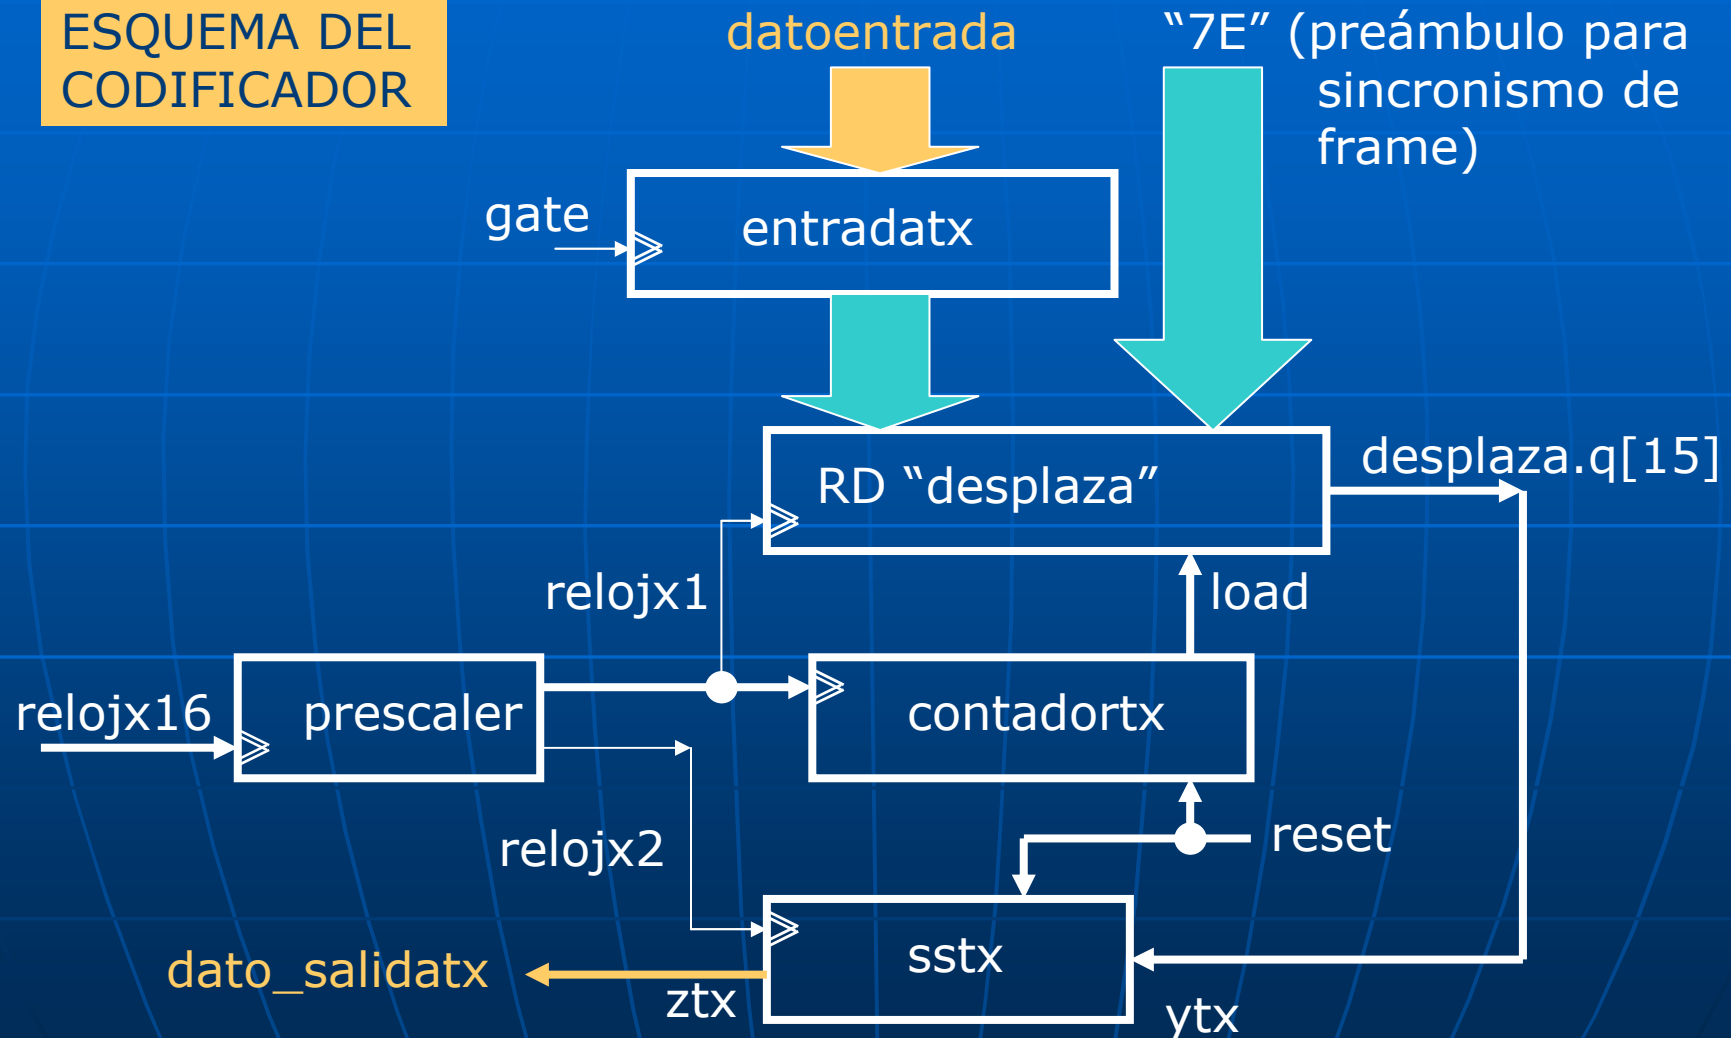 ESQUEMA DEL
CODIFICADOR
datoentrada
“7E” (preámbulo para
sincronismo de
frame)
gate
entradatx
RD “desplaza”
desplaza.q[15]
relojx1
load
relojx16
prescaler
contadortx
relojx2
reset
dato_salidatx
ztx
sstx
ytx